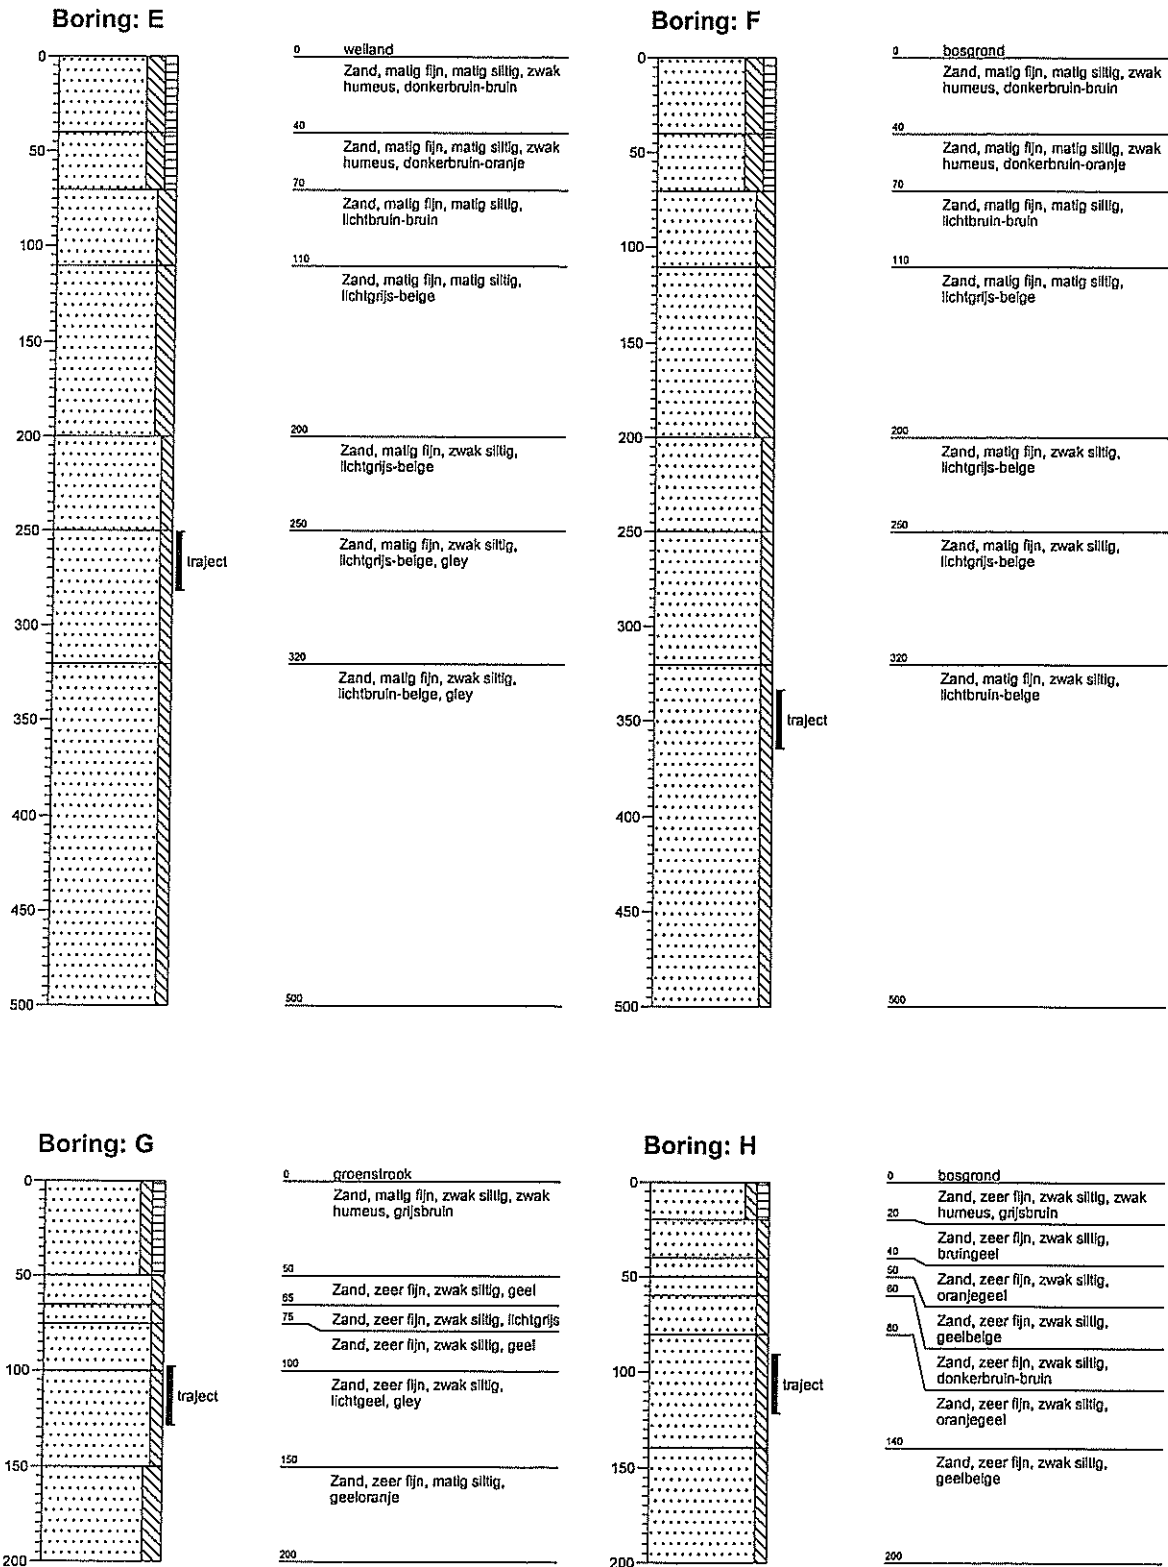 Boring: E
0
50
100
150
200
250
300
350
400
450
500
traject
0 weiland
Zand, matig fijn, matig siltig, zwak
humeus, donkerbruin-bruin
40
Zand, matig fijn, matig siltig, zwak
humeus, donkerbruin-oranje
70
Zand, matig fijn, matig siltig,
lichtbruin-bruin
110
Zand, matig fijn, matig siltig,
lichtgrijs-beige
200
Zand, matig fijn, zwak siltig,
lichtgrijs-beige
250
Zand, matig fijn, zwak siltig,
lichtgrijs-beige, gley
320
Zand, matig fijn, zwak siltig,
lichtbruin-beige, gley
500
Boring: F
0
50
100
150
200
250
300
350
400
450
500
traject
0 bosgrond
Zand, matig fijn, matig siltig, zwak
humeus, donkerbruin-bruin
40
Zand, matig fijn, matig siltig, zwak
humeus, donkerbruin-oranje
70
Zand, matig fijn, matig siltig,
lichtbruin-bruin
110
Zand, matig fijn, matig siltig,
lichtgrijs-beige
200
Zand, matig fijn, zwak siltig,
lichtgrijs-beige
250
Zand, matig fijn, zwak siltig,
lichtgrijs-beige
320
Zand, matig fijn, zwak siltig,
lichtbruin-beige
500
Boring: G
0
50
100
150
200
traject
0 groenstrook
Zand, matig fijn, zwak siltig, zwak
humeus, grijsbruin
50
Zand, zeer fijn, zwak siltig, geel
65
Zand, zeer fijn, zwak siltig, lichtgrijs
75
Zand, zeer fijn, zwak siltig, geel
100
Zand, zeer fijn, zwak siltig,
lichtgeel, gley
150
Zand, zeer fijn, matig siltig,
geeloranje
200
Boring: H
0
50
100
150
200
traject
0 bosgrond
Zand, zeer fijn, zwak siltig, zwak
humeus, grijsbruin
20
Zand, zeer fijn, zwak siltig,
bruingeel
40
Zand, zeer fijn, zwak siltig,
oranjegeel
50
Zand, zeer fijn, zwak siltig,
geelbeige
60
Zand, zeer fijn, zwak siltig,
donkerbruin-bruin
80
Zand, zeer fijn, zwak siltig,
oranjegeel
140
Zand, zeer fijn, zwak siltig,
geelbeige
200